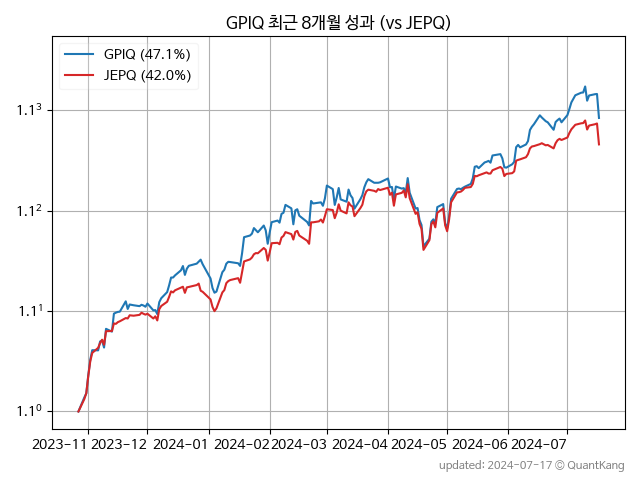 GPIQ 최근 8개월 성과 (vs JEPQ)
GPIQ (47.1%)
JEPQ (42.0%)
1.1³
1.1²
1.1¹
1.1⁰
2023-11 2023-12 2024-01 2024-02 2024-03 2024-04 2024-05 2024-06 2024-07
updated: 2024-07-17 © QuantKang